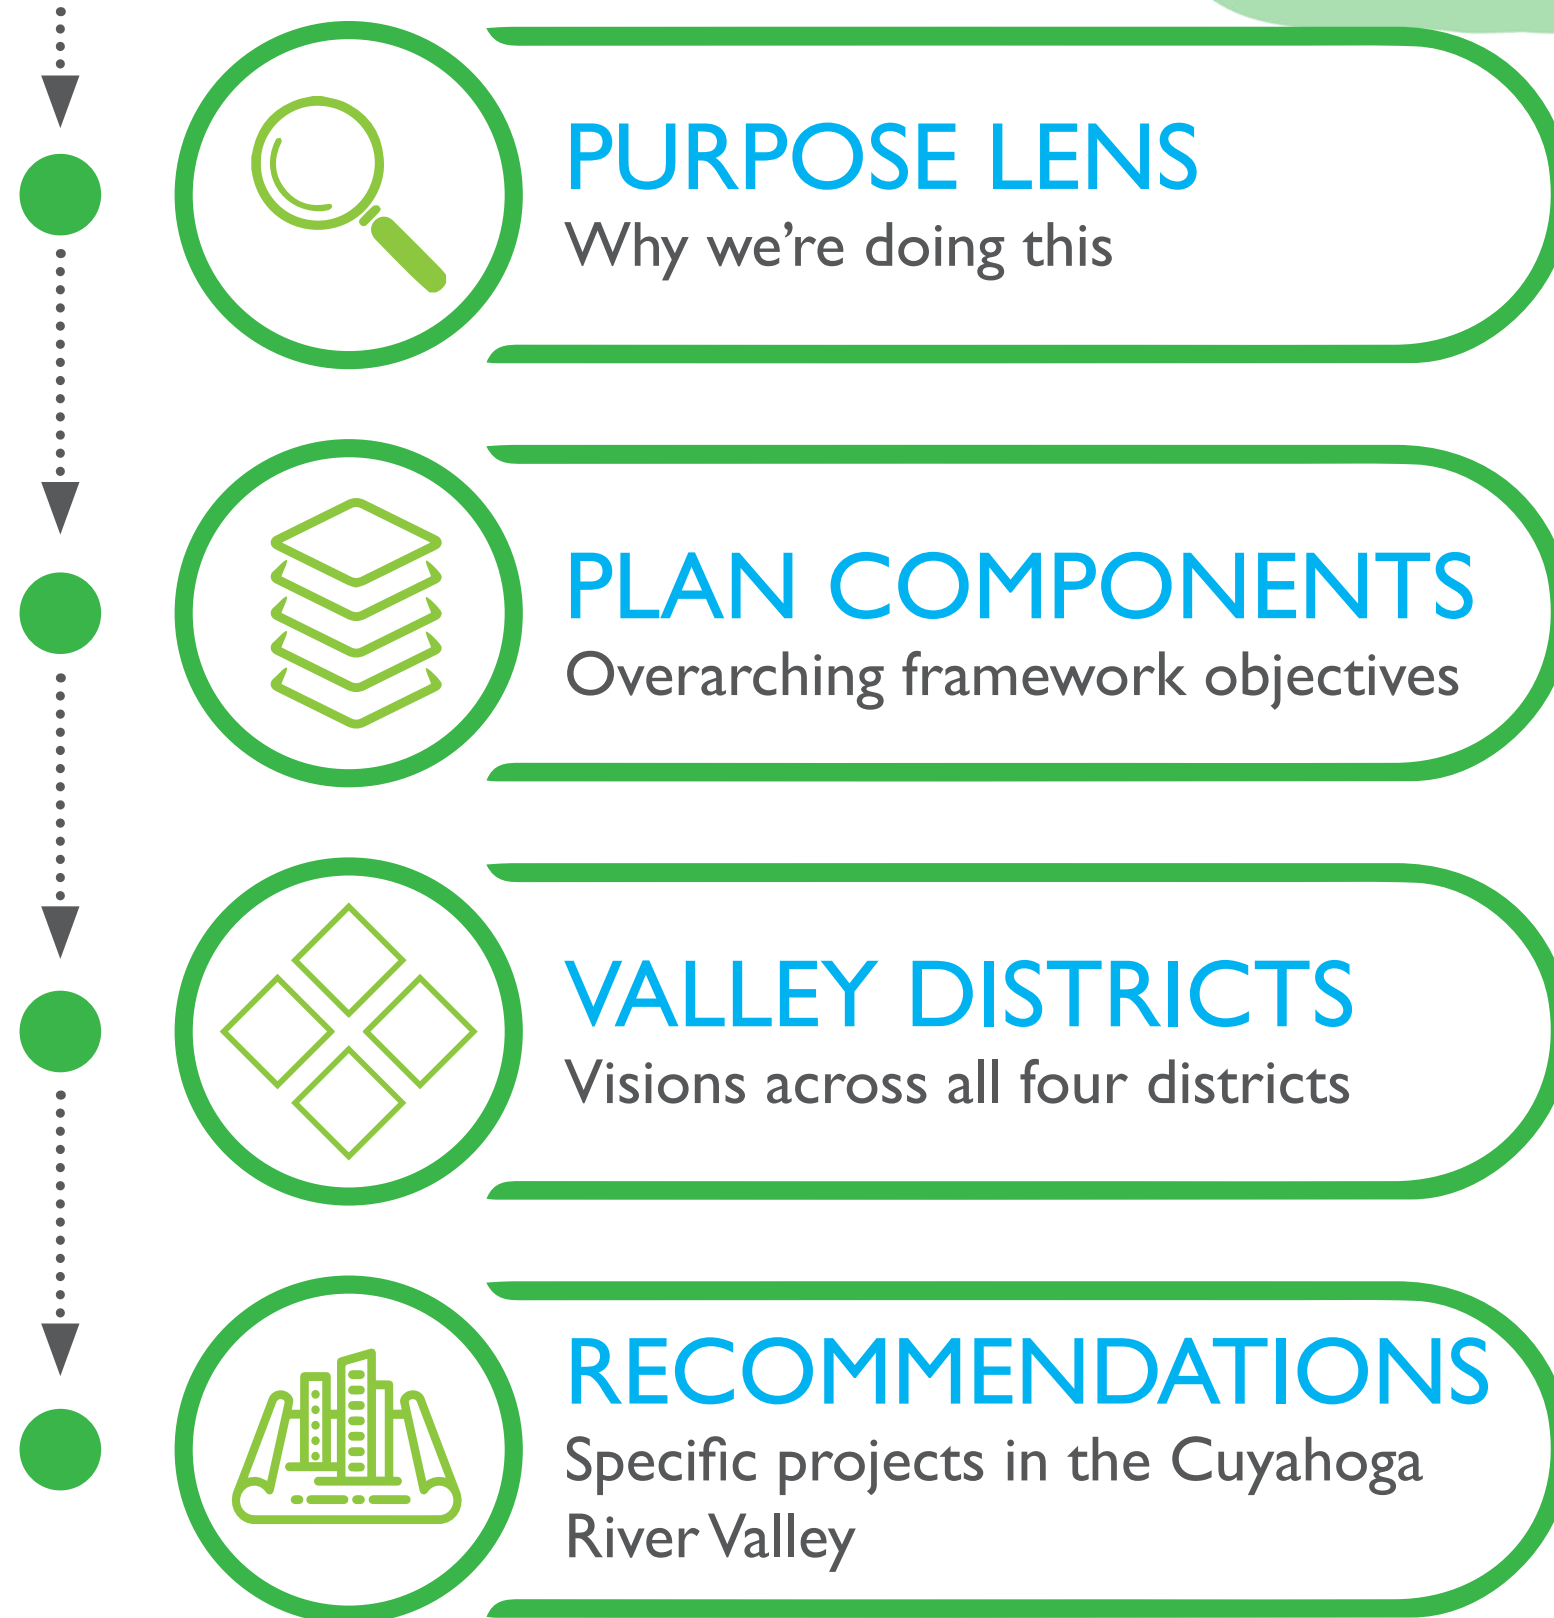 PURPOSE LENS
Why we’re doing this
PLAN COMPONENTS
Overarching framework objectives
VALLEY DISTRICTS
Visions across all four districts
RECOMMENDATIONS
Specific projects in the Cuyahoga
River Valley